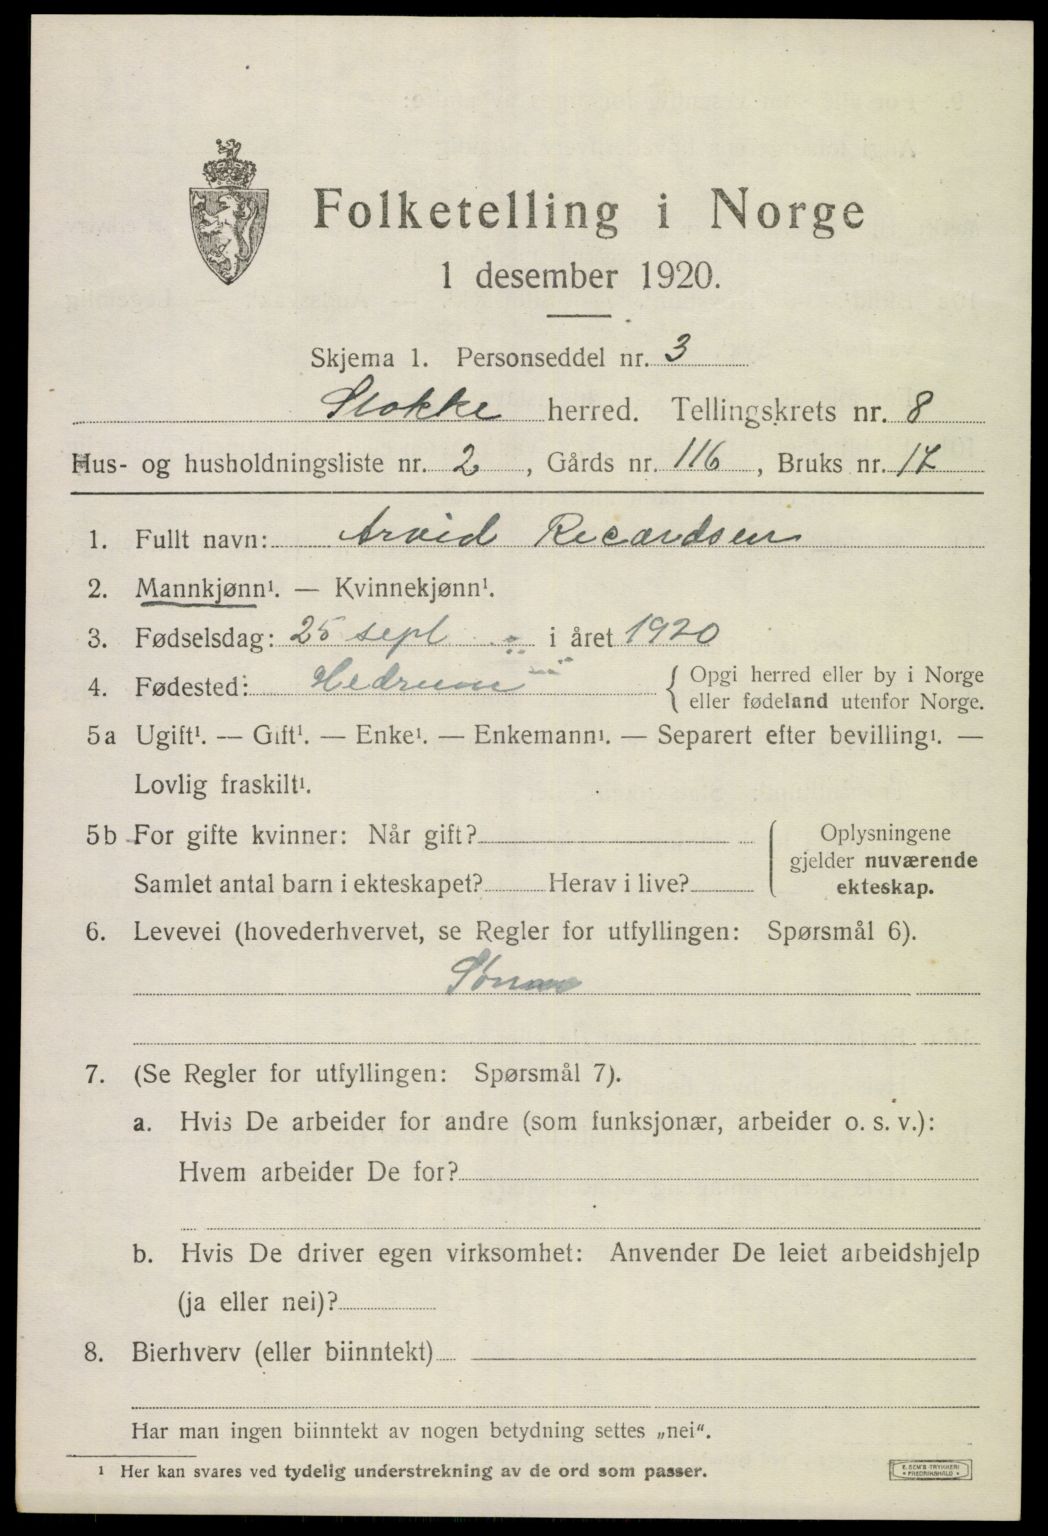 Folketelling i Norge
1 desember 1920.
Skjema 1. Personseddel nr. 3
Stokke herred. Tellingskrets nr. 8
Hus- og husholdningsliste nr. 2, Gårds nr. 116, Bruks nr. 17
1. Fullt navn: Arvid Recardsen
2. Mannkjønn¹. — Kvinnekjønn¹.
3. Fødselsdag: 25 sept i året 1920
4. Fødested: Hedrum { Opgi herred eller by i Norge
eller fødeland utenfor Norge.
5a Ugift¹. — Gift¹. — Enke¹. — Enkemann¹. — Separert efter bevilling¹. —
Lovlig fraskilt¹.
5b For gifte kvinner: Når gift?
Samlet antal barn i ekteskapet? Herav i live?
{ Oplysningene
gjelder nuværende
ekteskap.
6. Levevei (hovederhvervet, se Regler for utfyllingen: Spørsmål 6).
7. (Se Regler for utfyllingen: Spørsmål 7).
a. Hvis De arbeider for andre (som funksjonær, arbeider o. s. v.):
Hvem arbeider De for?
b. Hvis De driver egen virksomhet: Anvender De leiet arbeidshjelp
(ja eller nei)?
8. Bierhverv (eller biinntekt)
Har man ingen biinntekt av nogen betydning settes „nei".
¹ Her kan svares ved tydelig understrekning av de ord som passer.
E. SEM'S TRYKKERI
• FREDRIKSHALD •